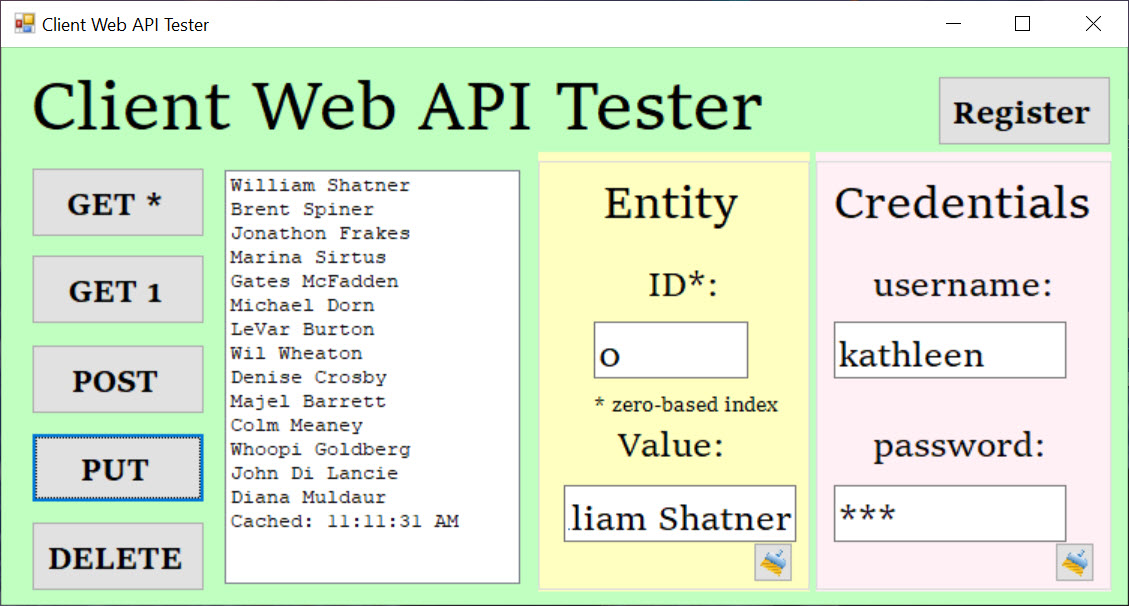 Client Web API Tester
Client Web API Tester
Register
GET *
GET 1
POST
PUT
DELETE
William Shatner
Brent Spiner
Jonathon Frakes
Marina Sirtus
Gates McFadden
Michael Dorn
LeVar Burton
Wil Wheaton
Denise Crosby
Majel Barrett
Colm Meaney
Whoopi Goldberg
John Di Lancie
Diana Muldaur
Cached: 11:11:31 AM
Entity
ID*:
0
* zero-based index
Value:
liam Shatner
Credentials
username:
kathleen
password:
***